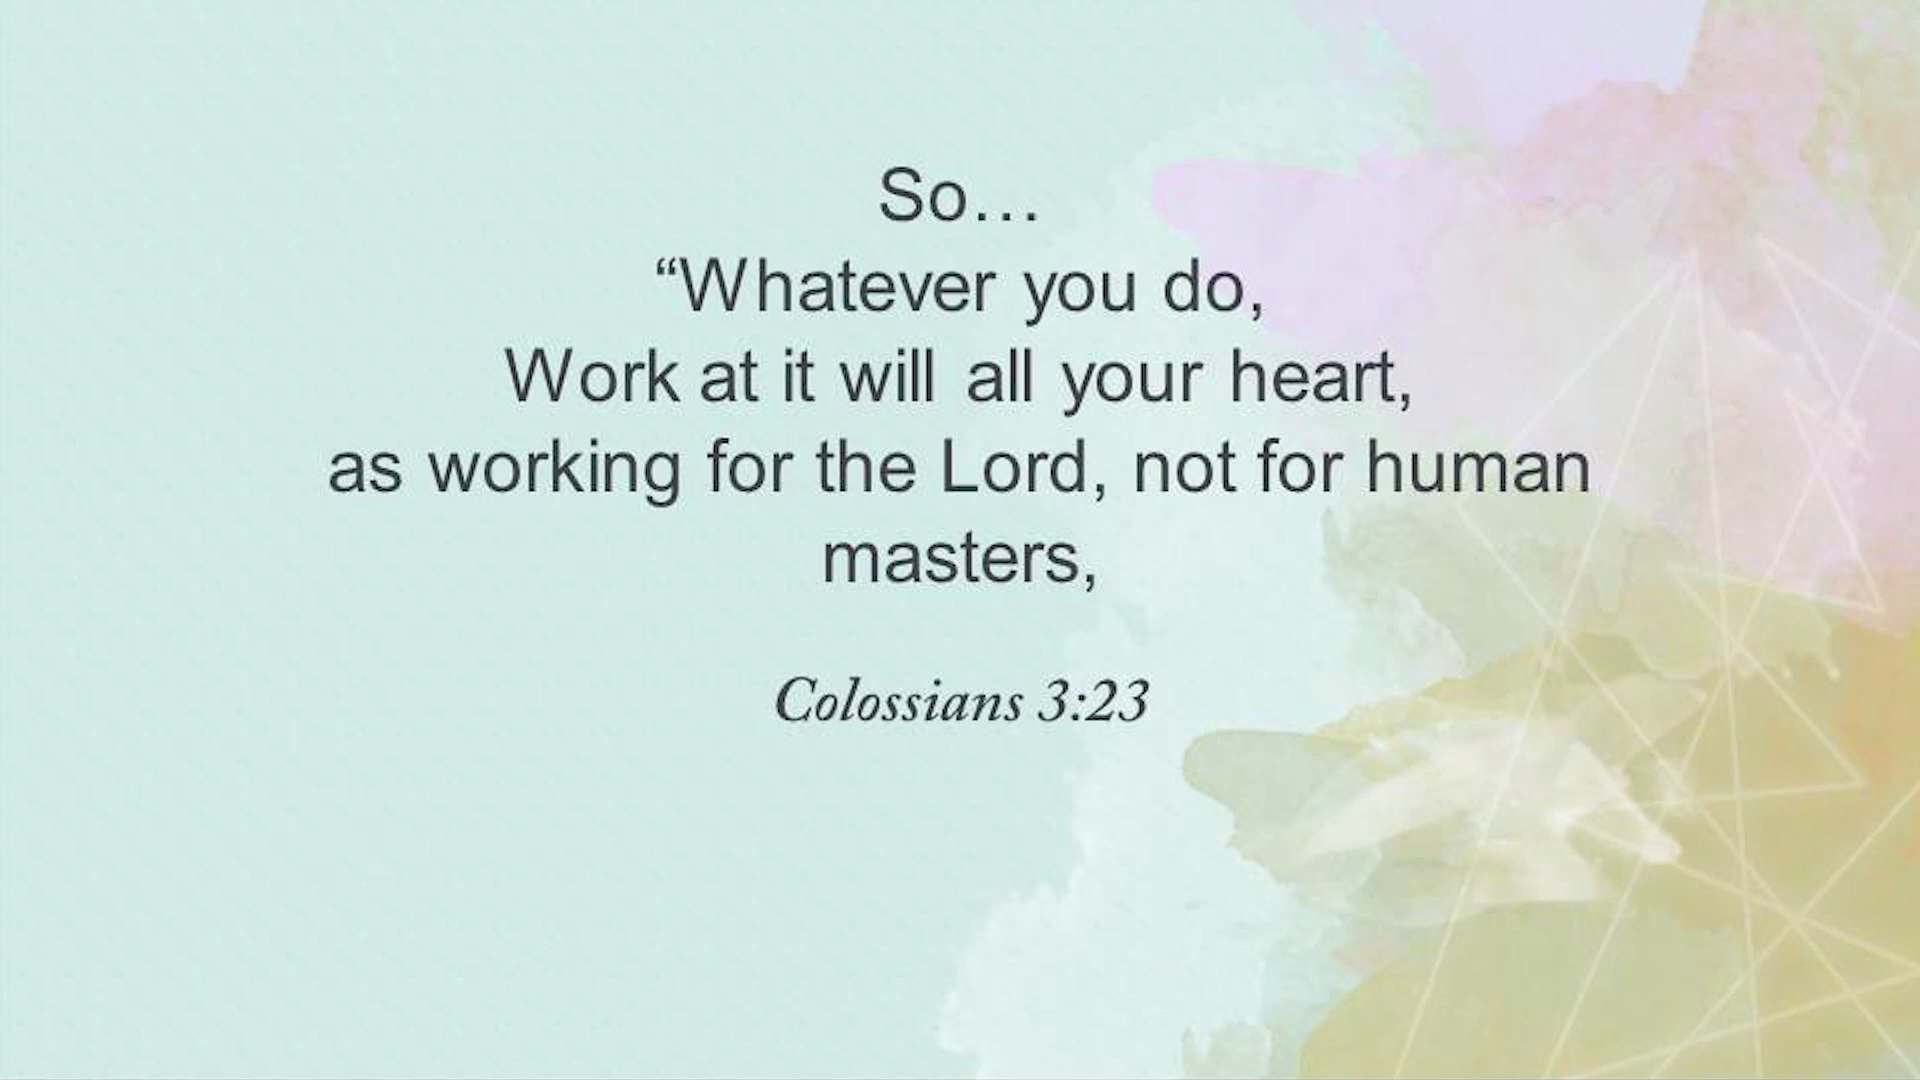 So…
“Whatever you do,
Work at it will all your heart,
as working for the Lord, not for human
masters,
Colossians 3:23